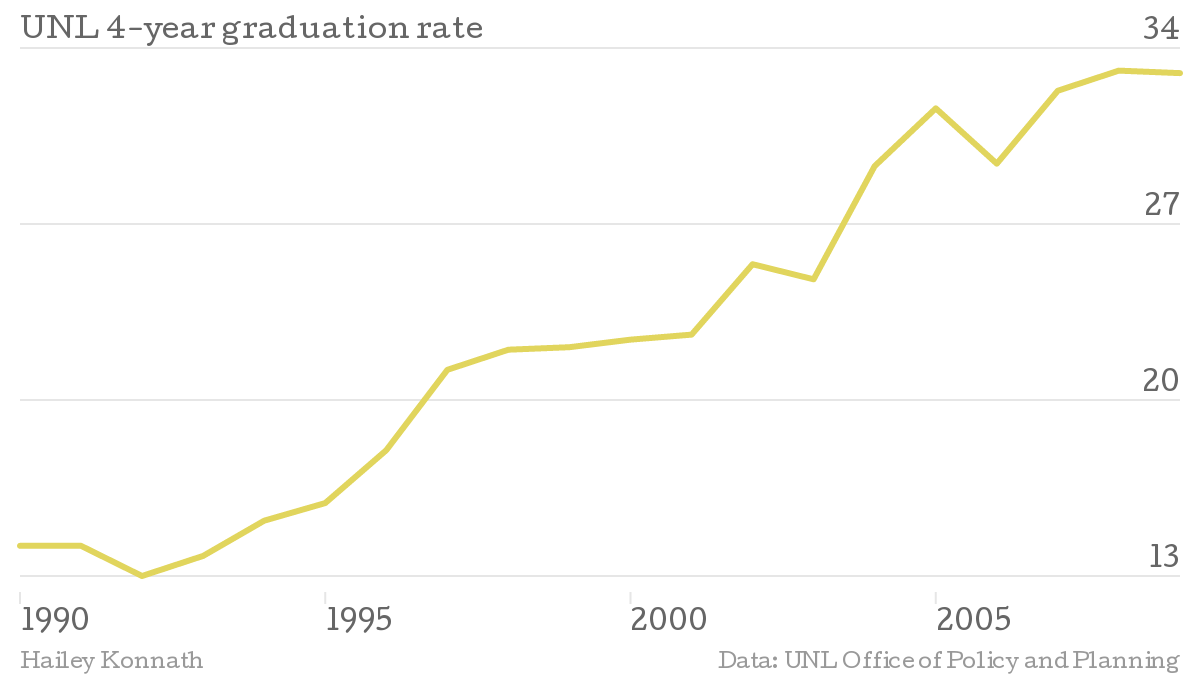 UNL 4-year graduation rate
34
27
20
13
1990 1995 2000 2005
Hailey Konnath
Data: UNL Office of Policy and Planning